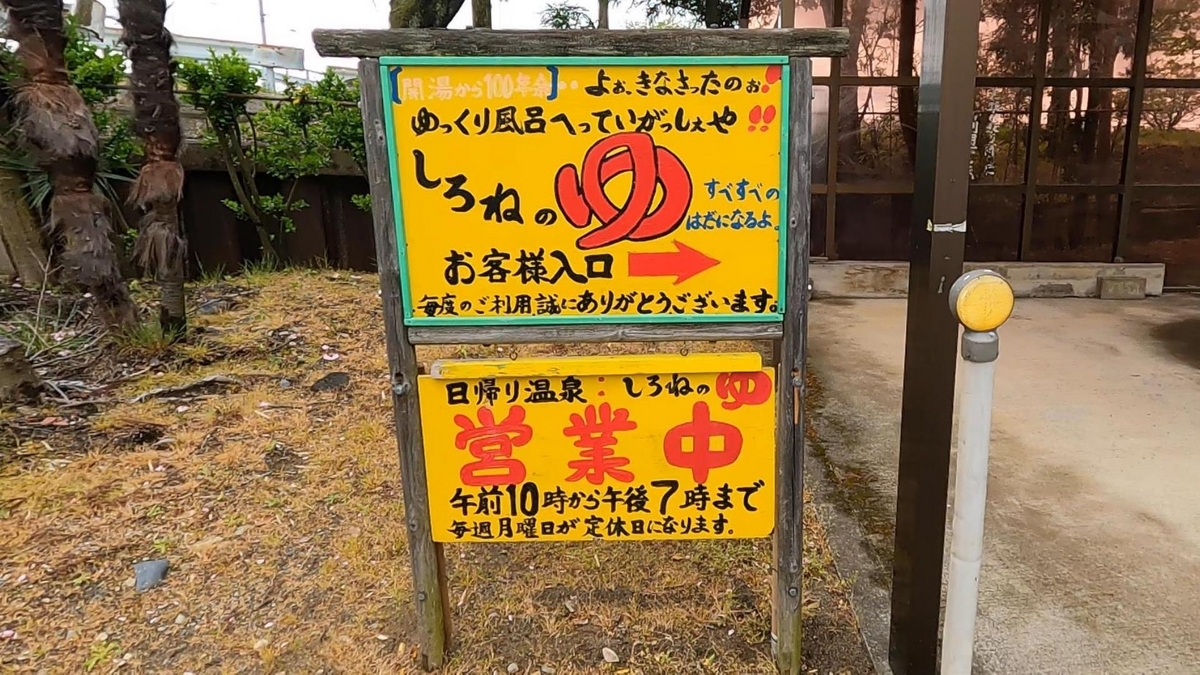 【開湯から100年余】‥よぉ。きなさったのぉ!!
ゆっくり風呂へっていがっしぇや!!
しろねの ゆ
すべすべの
はだになるよ。
お客様入口→
毎度のご利用、誠にありがとうございます。
日帰り温泉:しろねのゆ
営業中
午前10時から午後7時まで
毎週月曜日が定休日になります。